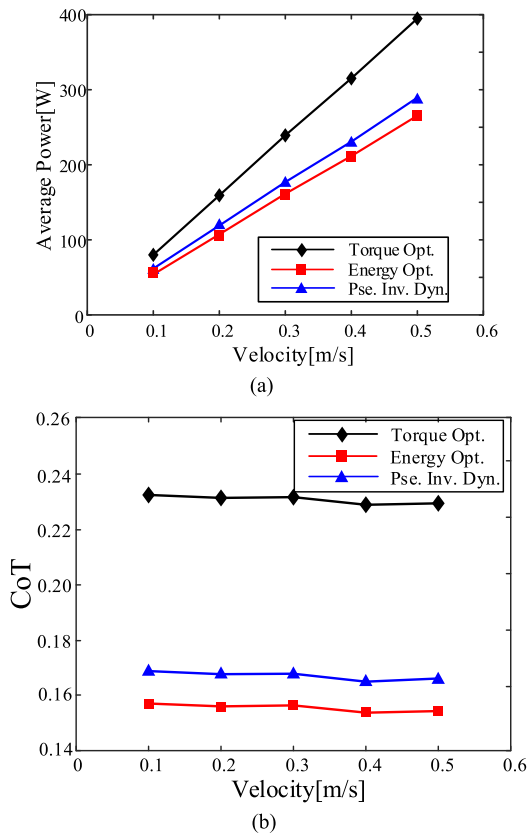 400
300
200
100
0
Average Power[W]
Torque Opt.
Energy Opt.
Pse. Inv. Dyn.
0 0.1 0.2 0.3 0.4 0.5 0.6
Velocity[m/s]
(a)
0.26
0.24
0.22
0.20
0.18
0.16
0.14
CoT
Torque Opt.
Energy Opt.
Pse. Inv. Dyn.
0 0.1 0.2 0.3 0.4 0.5 0.6
Velocity[m/s]
(b)